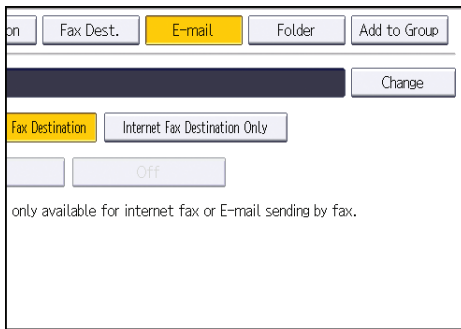 on Fax Dest. E-mail Folder Add to Group
Change
Fax Destination Internet Fax Destination Only
Off
only available for internet fax or E-mail sending by fax.